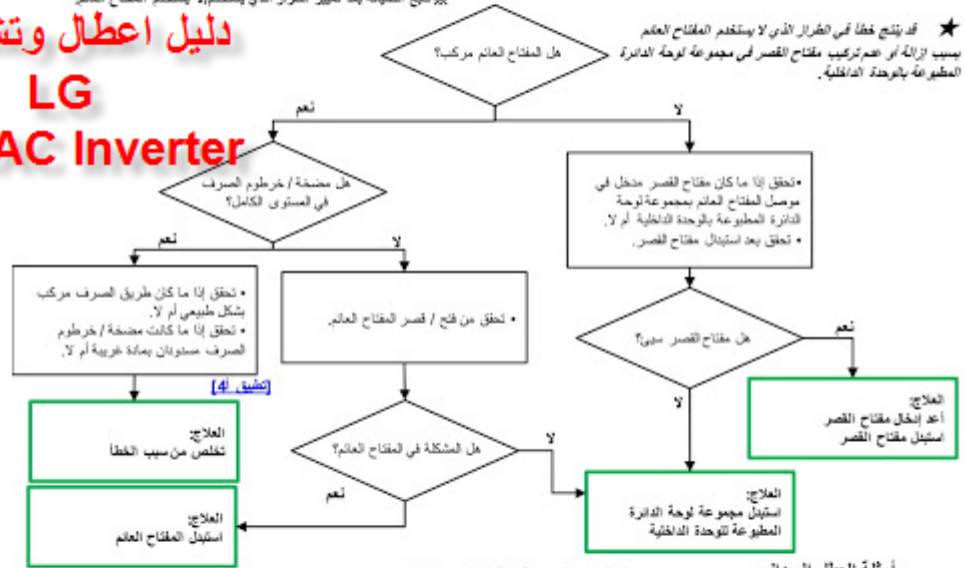 دليل اعطال
LG
AC Inverter
★ قد ينتج خطأ في الطراز الذي لا يستخدم المفتاح العائم
بسبب إزالة أو عدم تركيب مفتاح القصر في مجموعة لوحة الدائرة
المطبوعة بالوحدة الداخلية.
هل المفتاح العائم مركب؟
نعم
لا
هل مضخة / خرطوم الصرف
في المستوى الكامل؟
• تحقق إذا ما كان مفتاح القصر مدخل في
موصل المفتاح العائم بمجموعة لوحة
الدائرة المطبوعة بالوحدة الداخلية أم لا.
• تحقق بعد استبدال مفتاح القصر.
نعم
لا
• تحقق إذا ما كان طريق الصرف مركب
بشكل طبيعي أم لا.
• تحقق إذا ما كانت مضخة / خرطوم
الصرف مسدودان بمادة غريبة أم لا.
• تحقق من فتح / قصر المفتاح العائم.
هل مفتاح القصر سيئ؟
نعم
لا
[تطبيق 4أ]
العلاج:
تخلص من سبب الخطأ
هل المشكلة في المفتاح العائم؟
لا
نعم
العلاج:
أعد إدخال مفتاح القصر
استبدل مفتاح القصر
العلاج:
استبدل المفتاح العائم
العلاج:
استبدل مجموعة لوحة الدائرة
المطبوعة للوحدة الداخلية